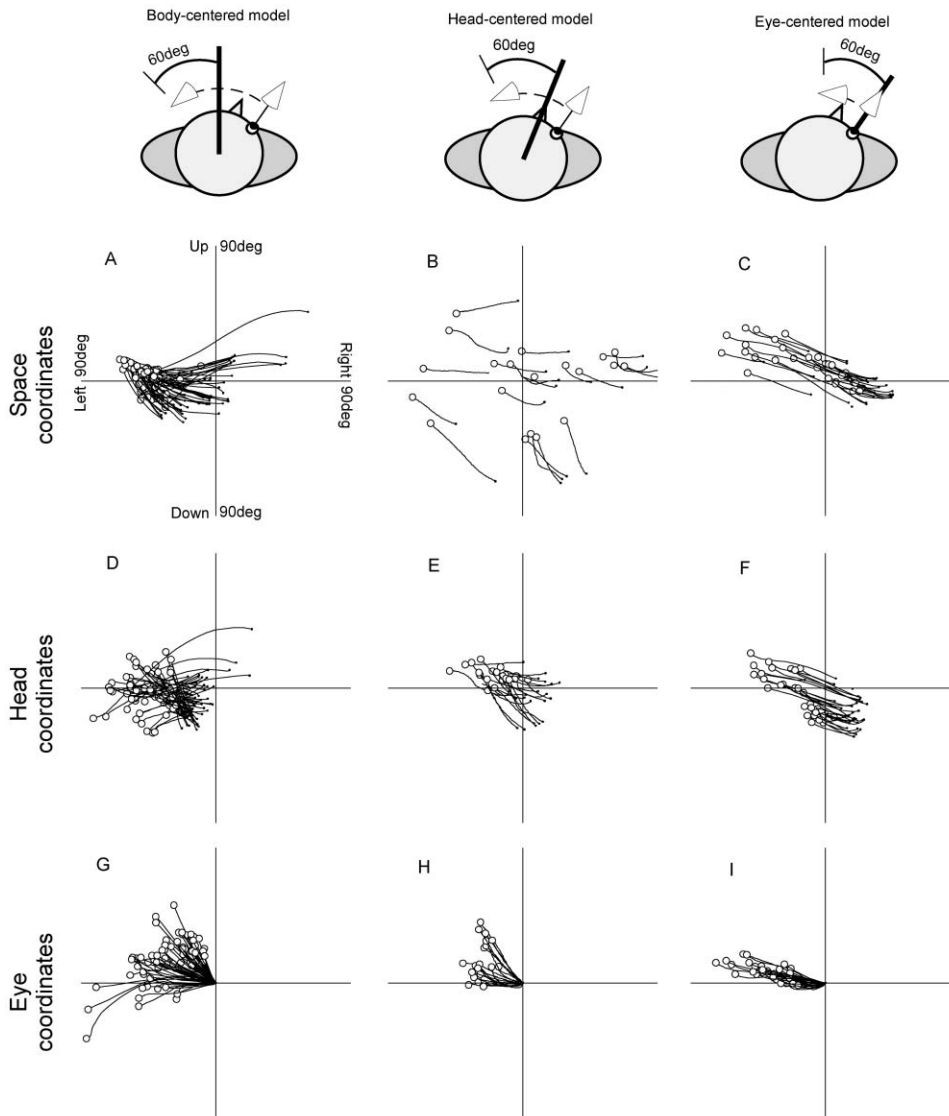 Body-centered model
Head-centered model
Eye-centered model
60deg
60deg
60deg
A
Up 90deg
B
C
Space
coordinates
Left 90deg
Right 90deg
Down 90deg
D
E
F
Head
coordinates
G
H
I
Eye
coordinates